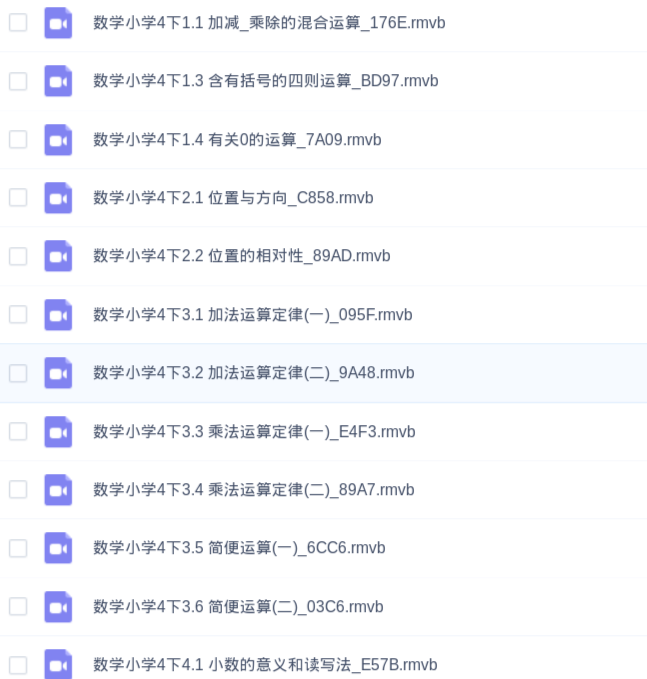 数学小学4下1.1 加减_乘除的混合运算_176E.rmvb
数学小学4下1.3 含有括号的四则运算_BD97.rmvb
数学小学4下1.4 有关0的运算_7A09.rmvb
数学小学4下2.1 位置与方向_C858.rmvb
数学小学4下2.2 位置的相对性_89AD.rmvb
数学小学4下3.1 加法运算定律(一)_095F.rmvb
数学小学4下3.2 加法运算定律(二)_9A48.rmvb
数学小学4下3.3 乘法运算定律(一)_E4F3.rmvb
数学小学4下3.4 乘法运算定律(二)_89A7.rmvb
数学小学4下3.5 简便运算(一)_6CC6.rmvb
数学小学4下3.6 简便运算(二)_03C6.rmvb
数学小学4下4.1 小数的意义和读写法_E57B.rmvb